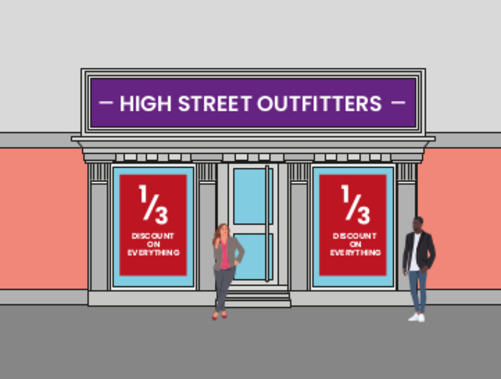 – HIGH STREET OUTFITTERS –
1/3
DISCOUNT
ON
EVERYTHING
1/3
DISCOUNT
ON
EVERYTHING